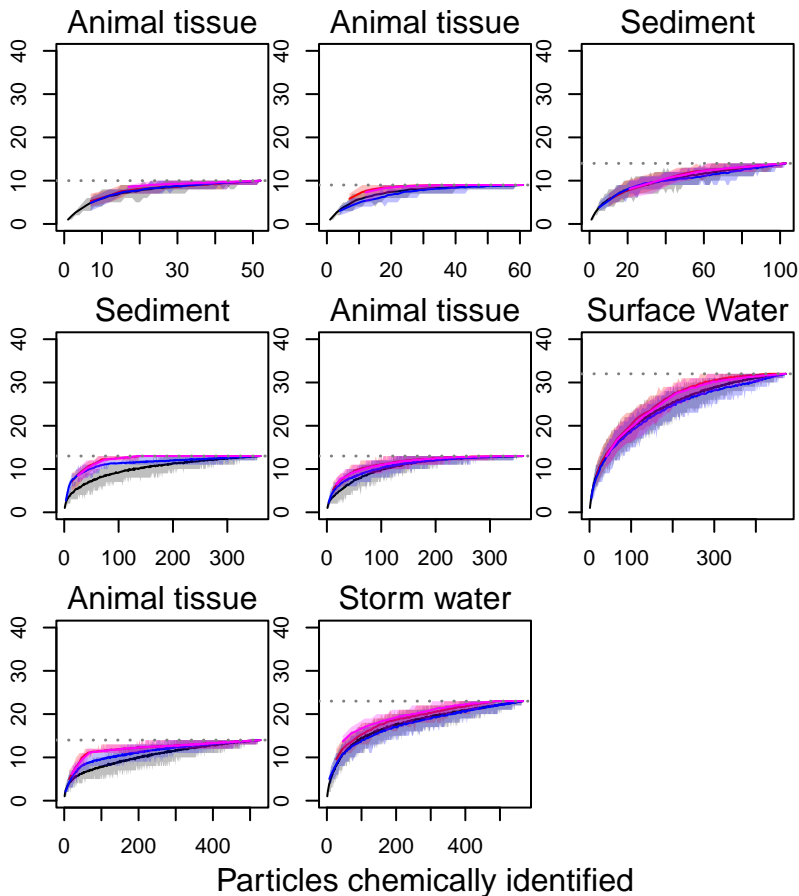 Animal tissue
Animal tissue
Sediment
0 10 20 30 40
0 10 20 30 40
0 10 20 30 40
0 10 30 50
0 20 40 60
0 20 60 100
Sediment
Animal tissue
Surface Water
0 10 20 30 40
0 10 20 30 40
0 10 20 30 40
0 100 200 300
0 100 200 300
0 100 300
Animal tissue
Storm water
0 10 20 30 40
0 10 20 30 40
0 200 400
0 200 400
Particles chemically identified